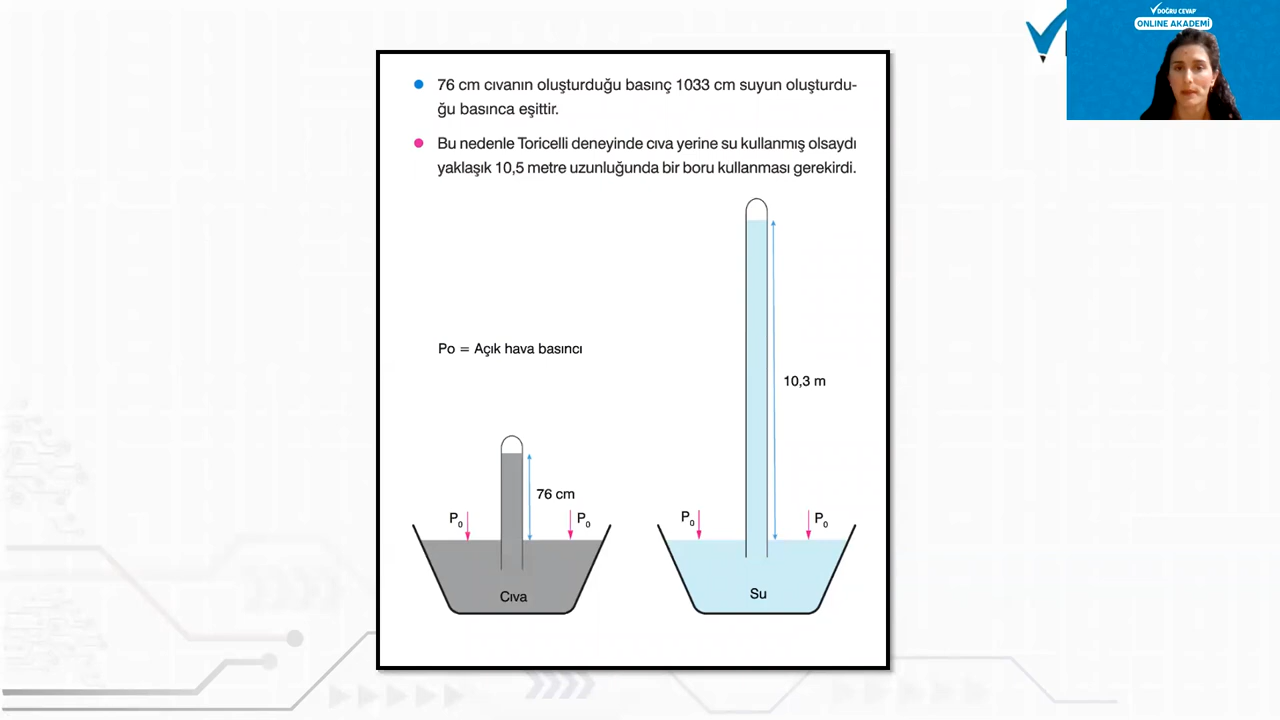 DOĞRU CEVAP
ONLINE AKADEMİ
76 cm cıvanın oluşturduğu basınç 1033 cm suyun oluşturdu-
ğu basınca eşittir.
Bu nedenle Toricelli deneyinde cıva yerine su kullanmış olsaydı
yaklaşık 10,5 metre uzunluğunda bir boru kullanması gerekirdi.
Po = Açık hava basıncı
10,3 m
76 cm
P0 P0 P0 P0
Cıva Su